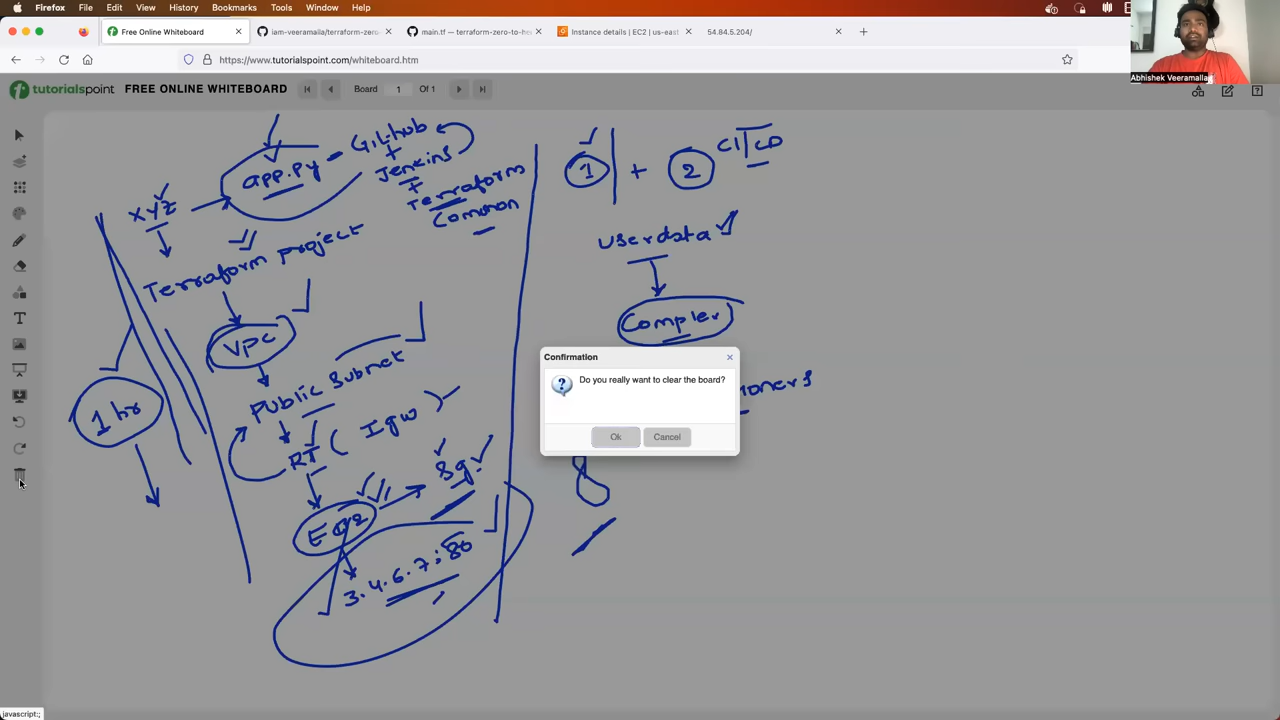 Firefox File Edit View History Bookmarks Tools Window Help
Free Online Whiteboard
iam-veeramalla/terraform-zero-
main.tf — terraform-zero-to-he
Instance details | EC2 | us-east
54.84.5.204/
https://www.tutorialspoint.com/whiteboard.htm
Abhishek Veeramalla
tutorialspoint FREE ONLINE WHITEBOARD Board 1 Of 1
app.py - GitHub
+
Jenkins
+
Terraform
Common
XYZ
Terraform project
VPC
Public Subnet
RT (Igw)
EC2
Sg
3.4.6.7:80
1 hr
1 + 2 CI/CD
userdata
Compler
Confirmation
Do you really want to clear the board?
Ok Cancel
javascript:;